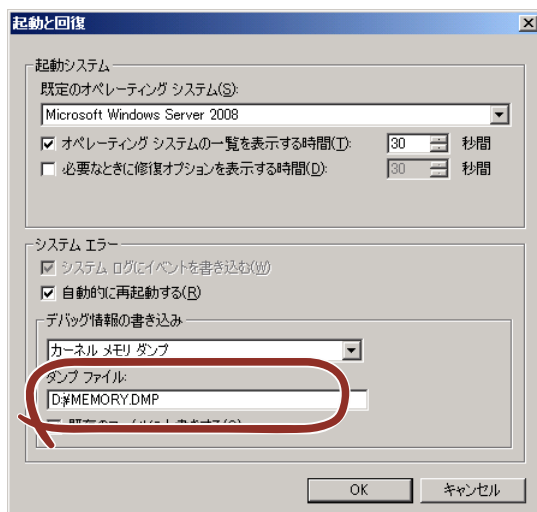 起動と回復
起動システム
既定のオペレーティング システム(S):
Microsoft Windows Server 2008
オペレーティング システムの一覧を表示する時間(T): 30 秒間
必要なときに修復オプションを表示する時間(D): 30 秒間
システム エラー
システム ログにイベントを書き込む(W)
自動的に再起動する(R)
デバッグ情報の書き込み
カーネル メモリ ダンプ
ダンプ ファイル:
D:¥MEMORY.DMP
OK キャンセル